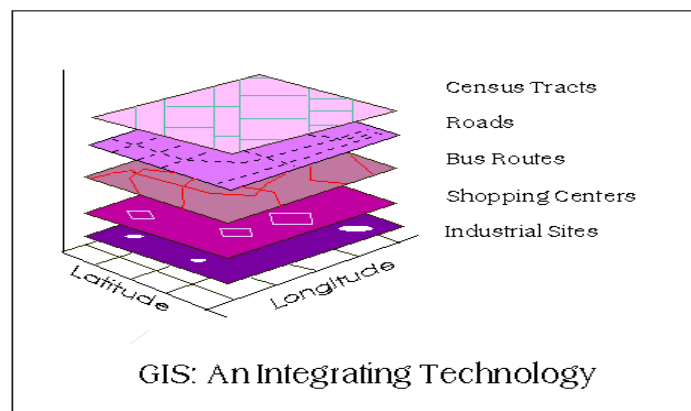 Census Tracts
Roads
Bus Routes
Shopping Centers
Industrial Sites
Latitude
Longitude
GIS: An Integrating Technology